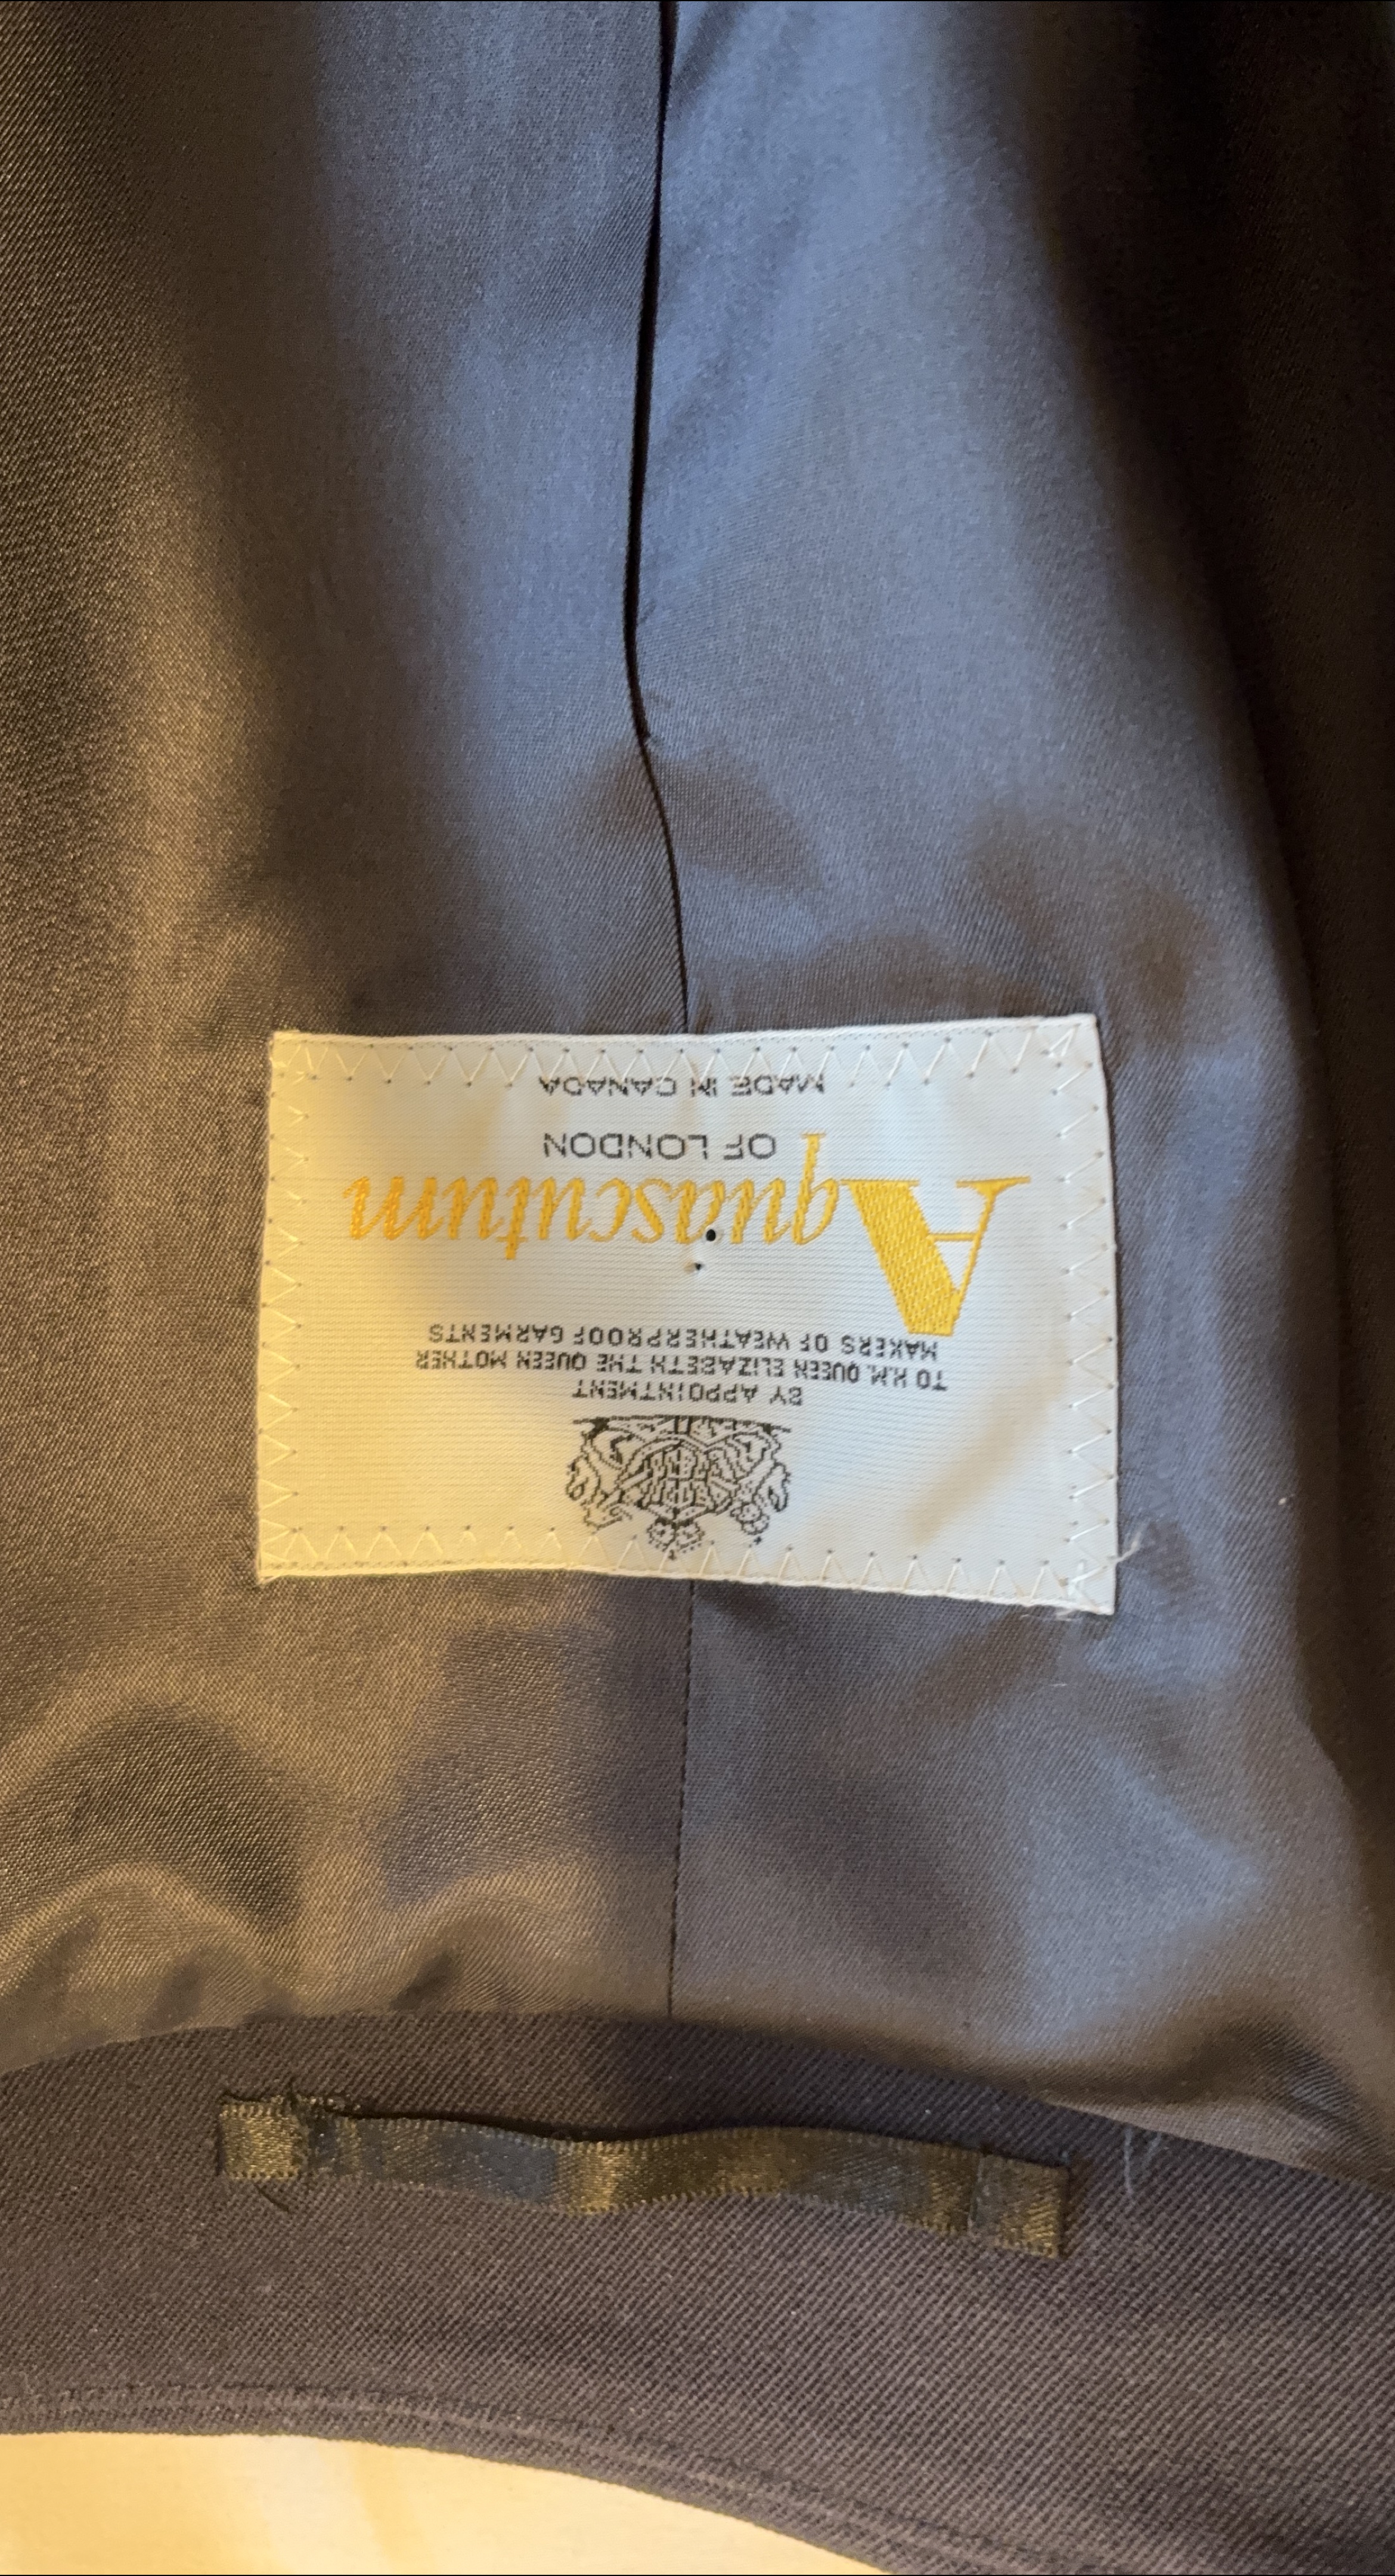 BY APPOINTMENT
TO H.M. QUEEN ELIZABETH THE QUEEN MOTHER
MAKERS OF WEATHERPROOF GARMENTS
Aquascutum
OF LONDON
MADE IN CANADA